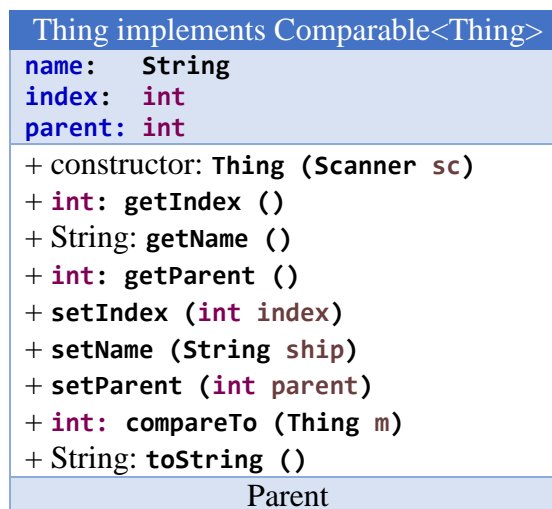 Thing implements Comparable<Thing>
name: String
index: int
parent: int
+ constructor: Thing (Scanner sc)
+ int: getIndex ()
+ String: getName ()
+ int: getParent ()
+ setIndex (int index)
+ setName (String ship)
+ setParent (int parent)
+ int: compareTo (Thing m)
+ String: toString ()
Parent